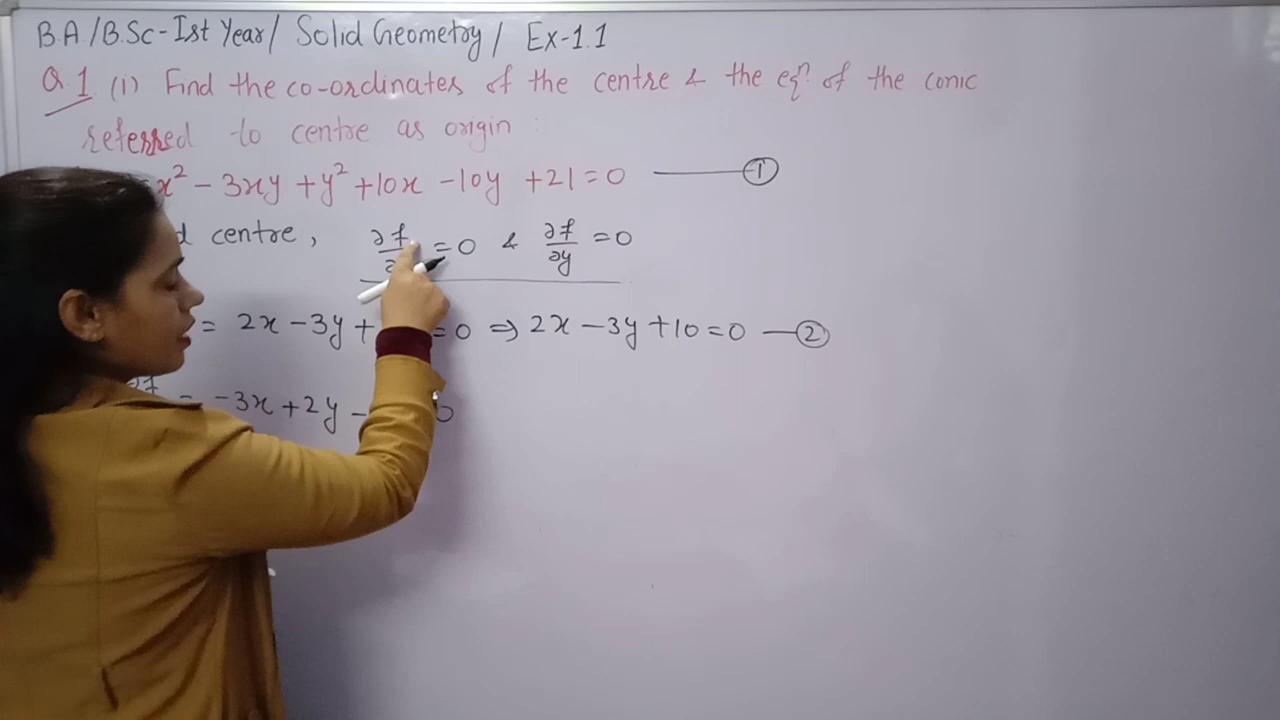 B.A./B.Sc - Ist Year/ Solid Geometry/ Ex-1.1
Q.1 (i) Find the co-ordinates of the centre & the eqn. of the conic
referred to centre as origin :
x² - 3xy + y² + 10x - 10y + 21 = 0 — ①
centre, ∂f = 0 & ∂f/∂y = 0
= 2x - 3y + = 0 ⇒ 2x - 3y + 10 = 0 — ②
= -3x + 2y - 0